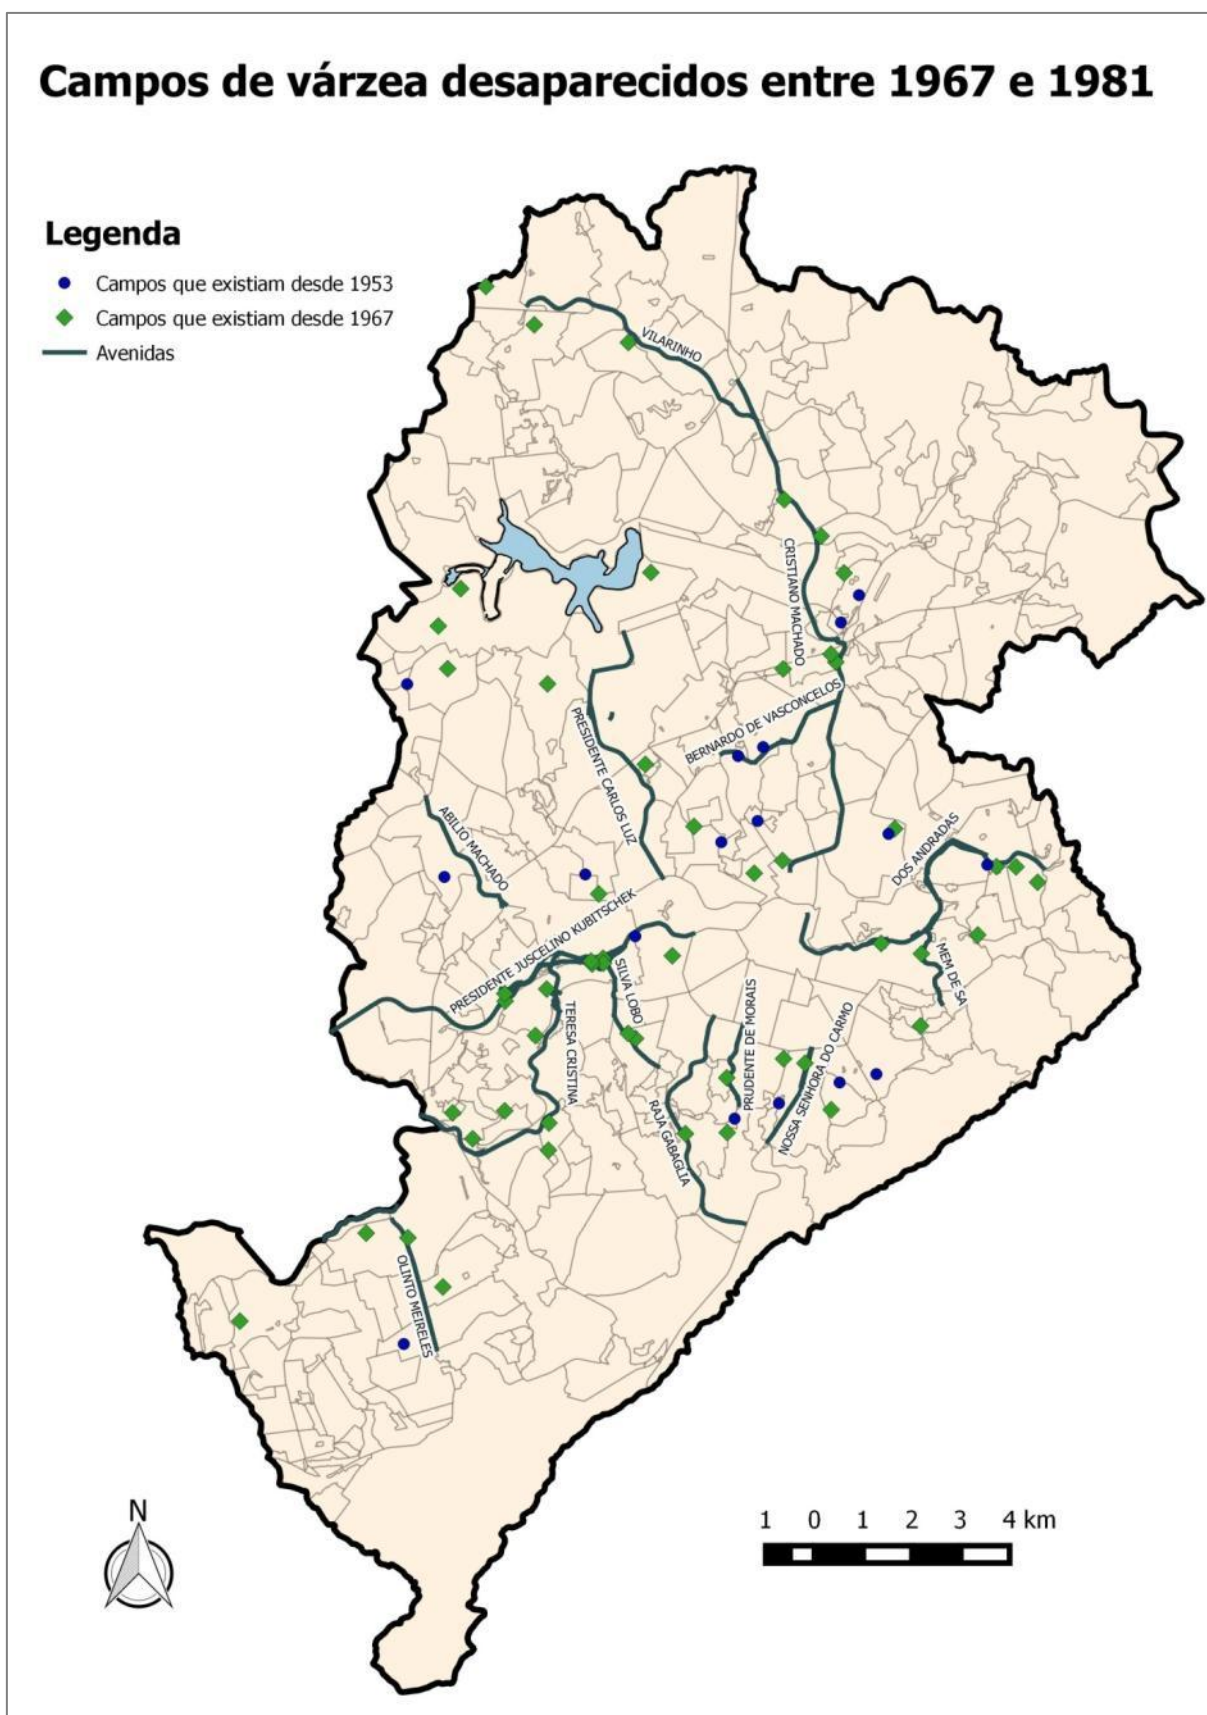 Campos de várzea desaparecidos entre 1967 e 1981
Legenda
Campos que existiam desde 1953
Campos que existiam desde 1967
Avenidas
VILARINHO
CRISTIANO MACHADO
BERNARDO DE VASCONCELOS
PRESIDENTE CARLOS LUZ
ABILIO MACHADO
DOS ANDRADAS
PRESIDENTE JUSCELINO KUBITSCHEK
SILVA LOBO
MEM DE SA
TERESA CRISTINA
PRUDENTE DE MORAIS
NOSSA SENHORA DO CARMO
RAJA GABAGLIA
OLINTO MEIRELES
N
1 0 1 2 3 4 km